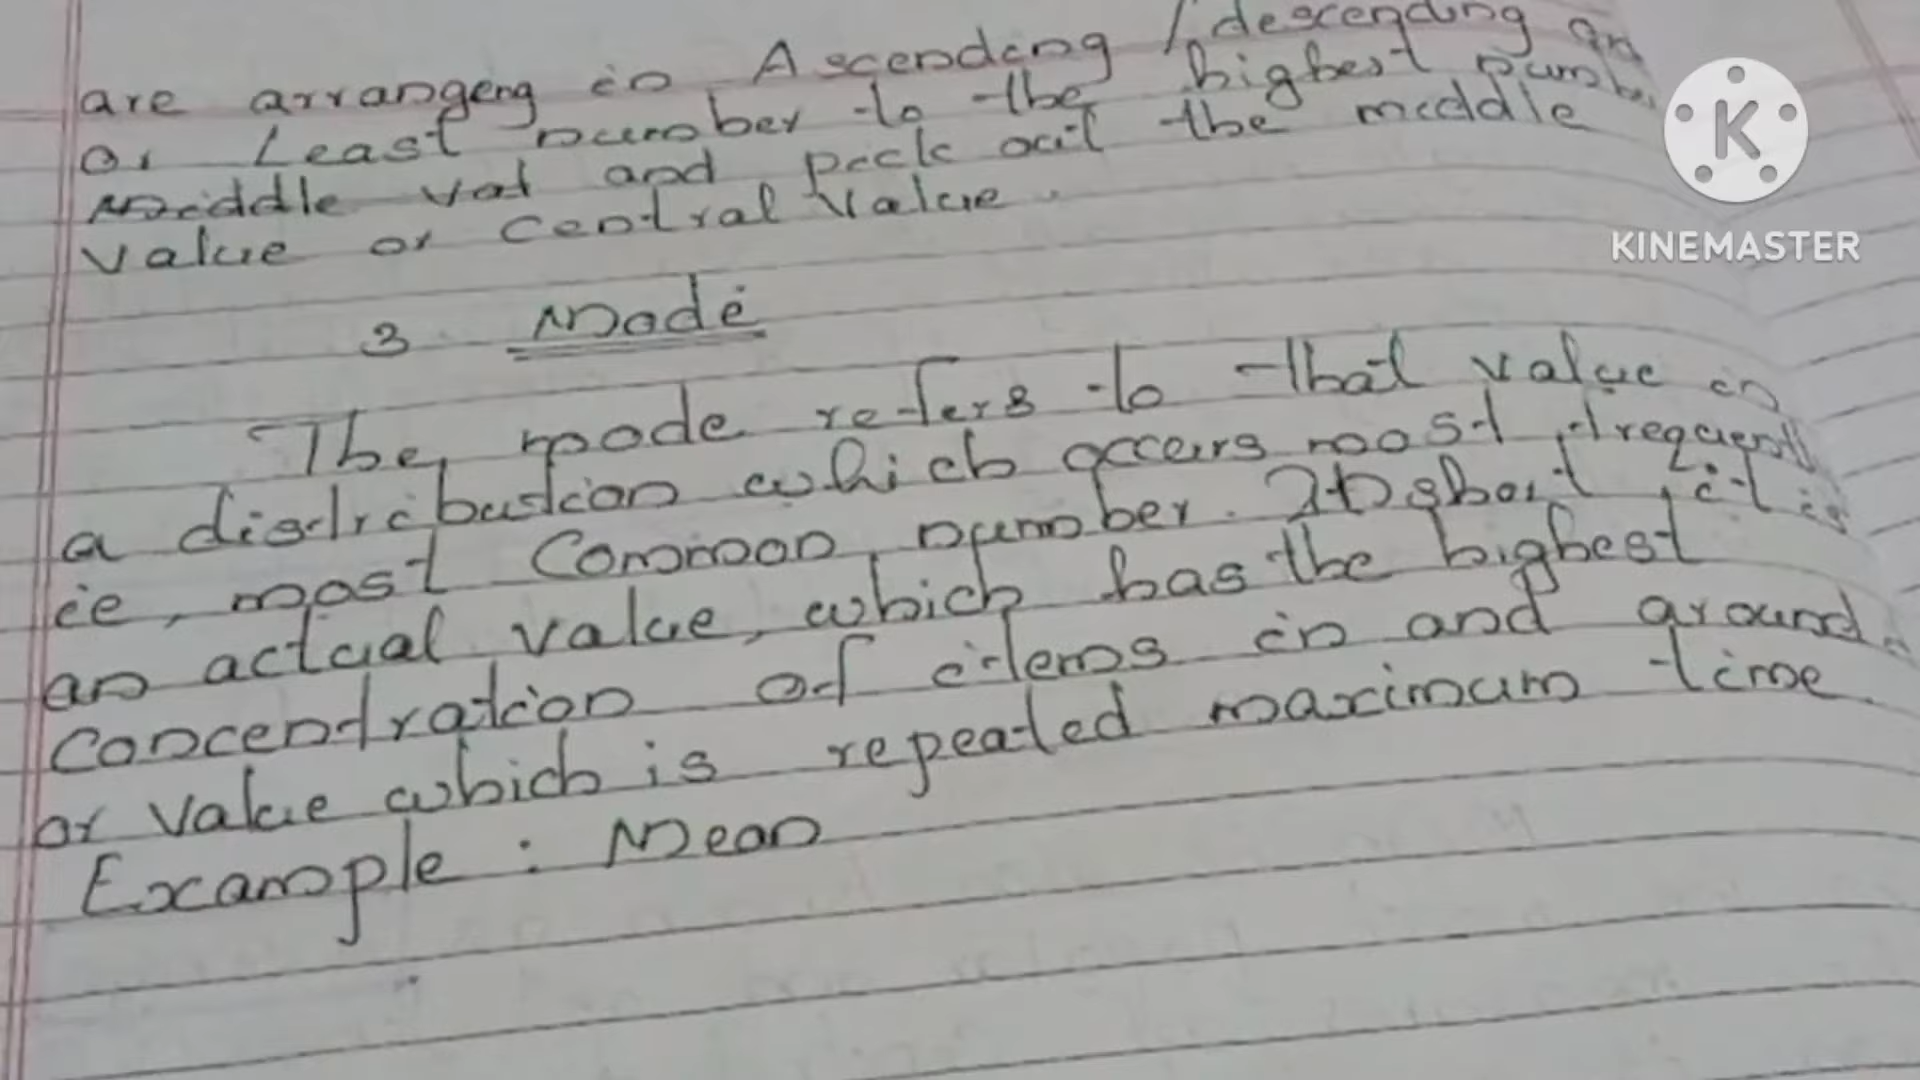 are arrangeng in Ascending / descending
or Least number to the highest number
middle val and pick out the middle
value or central value.
3. Mode
The mode refers to that value in
a distribution which occurs most frequently
ie, most Common number. In short it is
an actual value, which has the highest
Concentration of items in and around
or value which is repeated maximum time
Example : Mean
K
KINEMASTER